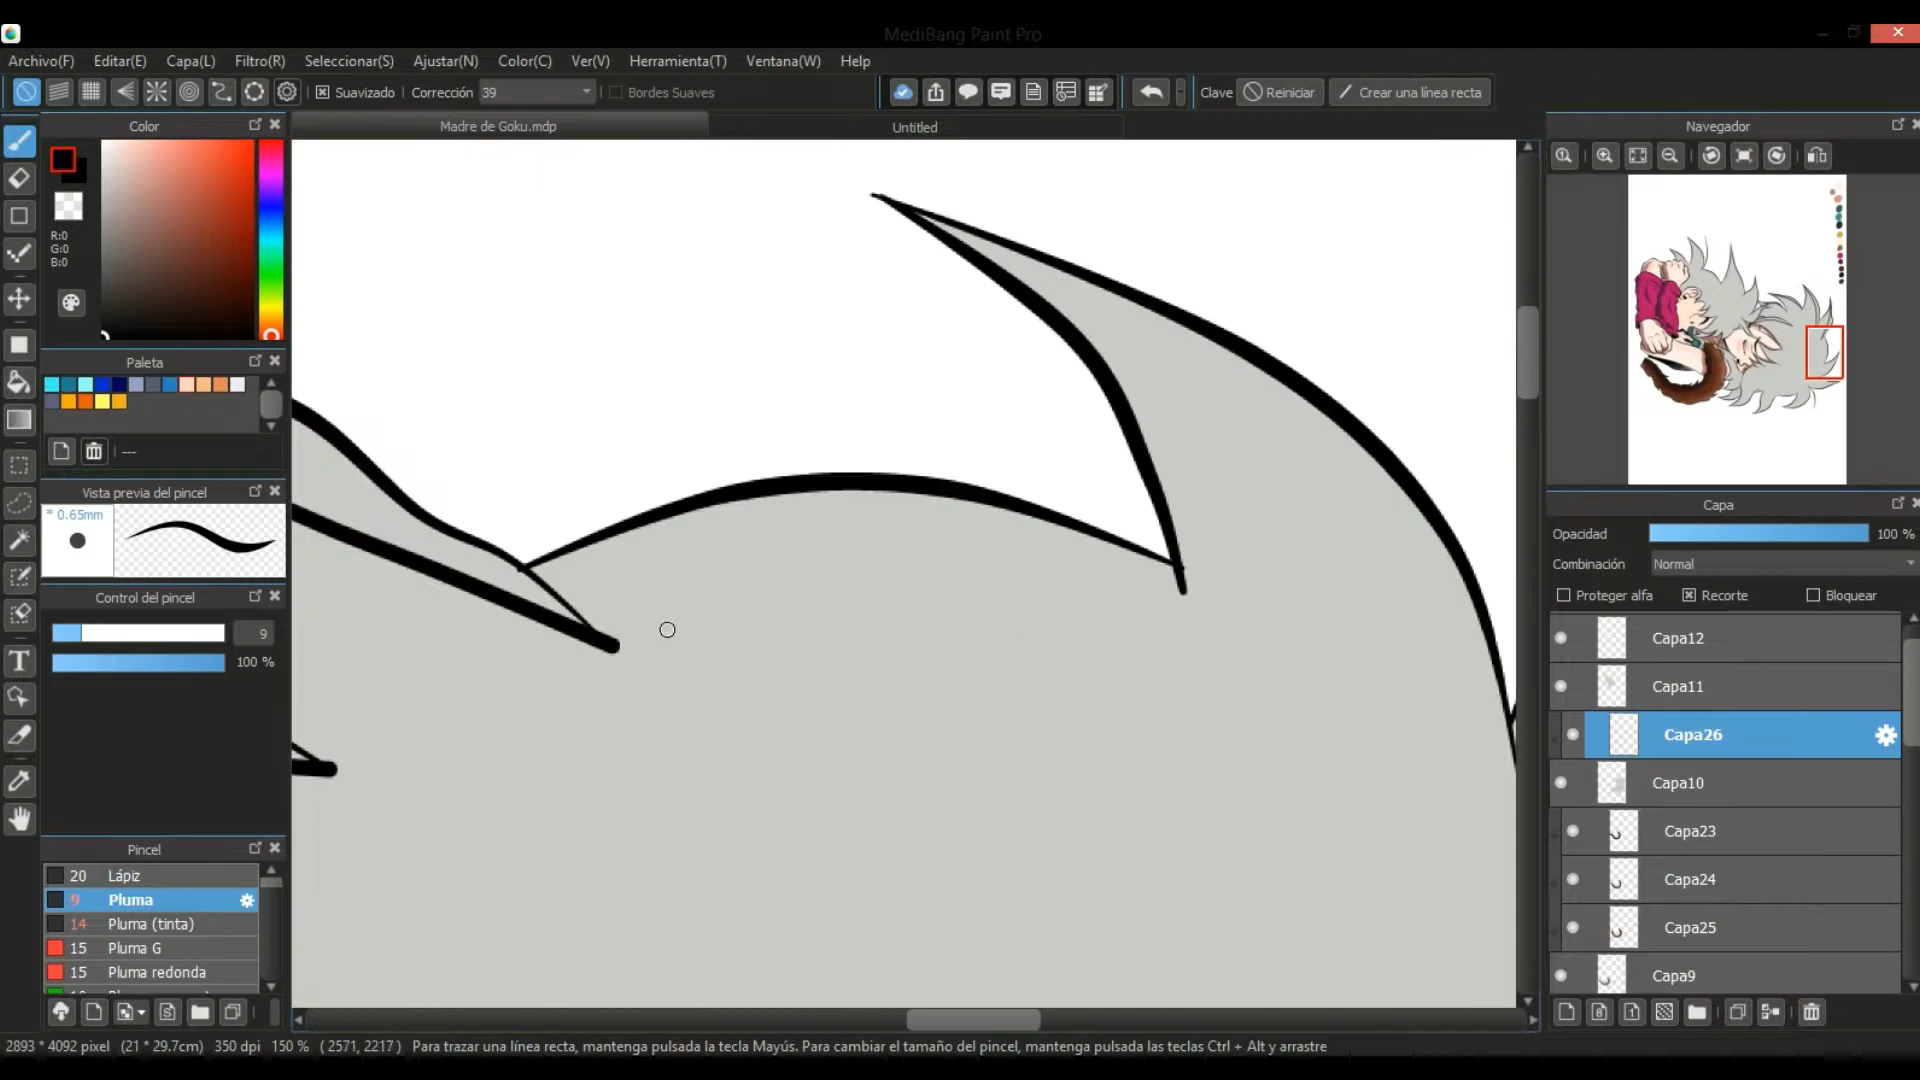 MediBang Paint Pro
Archivo(F) Editar(E) Capa(L) Filtro(R) Seleccionar(S) Ajustar(N) Color(C) Ver(V) Herramienta(T) Ventana(W) Help
Suavizado Corrección 39 Bordes Suaves Clave Reiniciar Crear una línea recta
Color
Madre de Goku.mdp
Untitled
Navegador
R:0
G:0
B:0
Paleta
---
Vista previa del pincel
* 0.65mm
Control del pincel
9
100 %
Pincel
20 Lápiz
9 Pluma
14 Pluma (tinta)
15 Pluma G
15 Pluma redonda
Capa
Opacidad 100 %
Combinación Normal
Proteger alfa Recorte Bloquear
Capa12
Capa11
Capa26
Capa10
Capa23
Capa24
Capa25
Capa9
2893 * 4092 pixel (21 * 29.7cm) 350 dpi 150 % ( 2571, 2217 ) Para trazar una línea recta, mantenga pulsada la tecla Mayús. Para cambiar el tamaño del pincel, mantenga pulsada las teclas Ctrl + Alt y arrastre